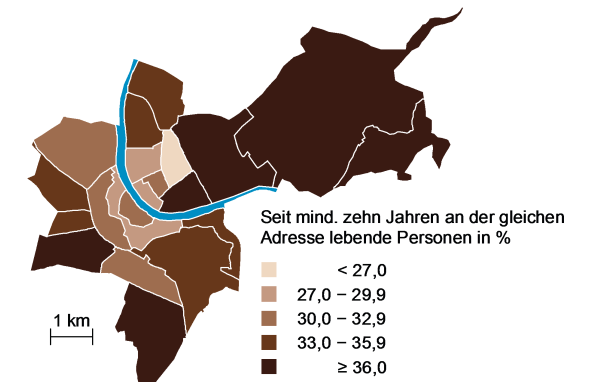 Seit mind. zehn Jahren an der gleichen
Adresse lebende Personen in %
< 27,0
27,0 – 29,9
30,0 – 32,9
33,0 – 35,9
≥ 36,0
1 km